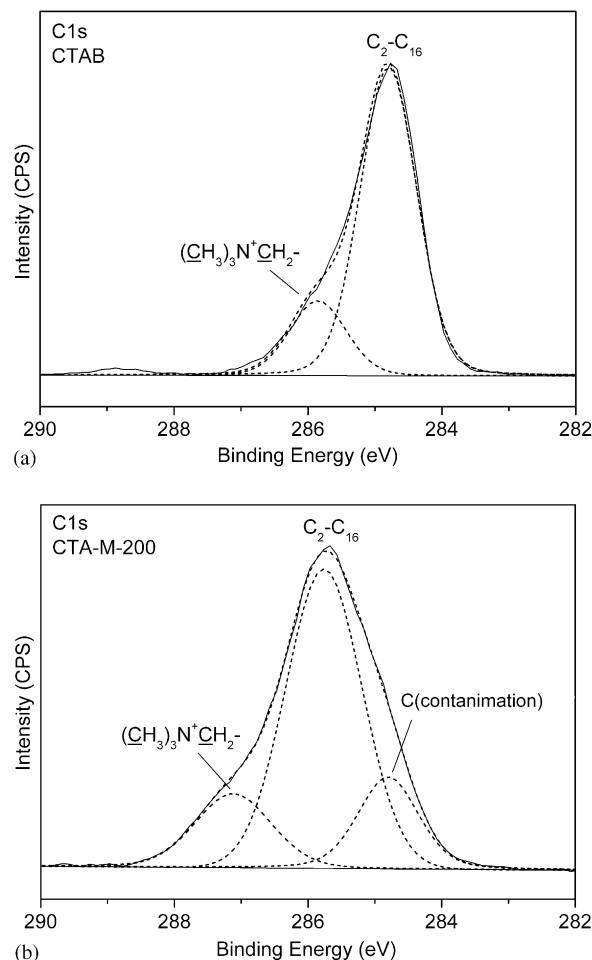 C1s
CTAB
C₂-C₁₆
(CH₃)₃N⁺CH₂-
Intensity (CPS)
290 288 286 284 282
Binding Energy (eV)
(a)
C1s
CTA-M-200
C₂-C₁₆
C(contanimation)
(CH₃)₃N⁺CH₂-
Intensity (CPS)
290 288 286 284 282
Binding Energy (eV)
(b)